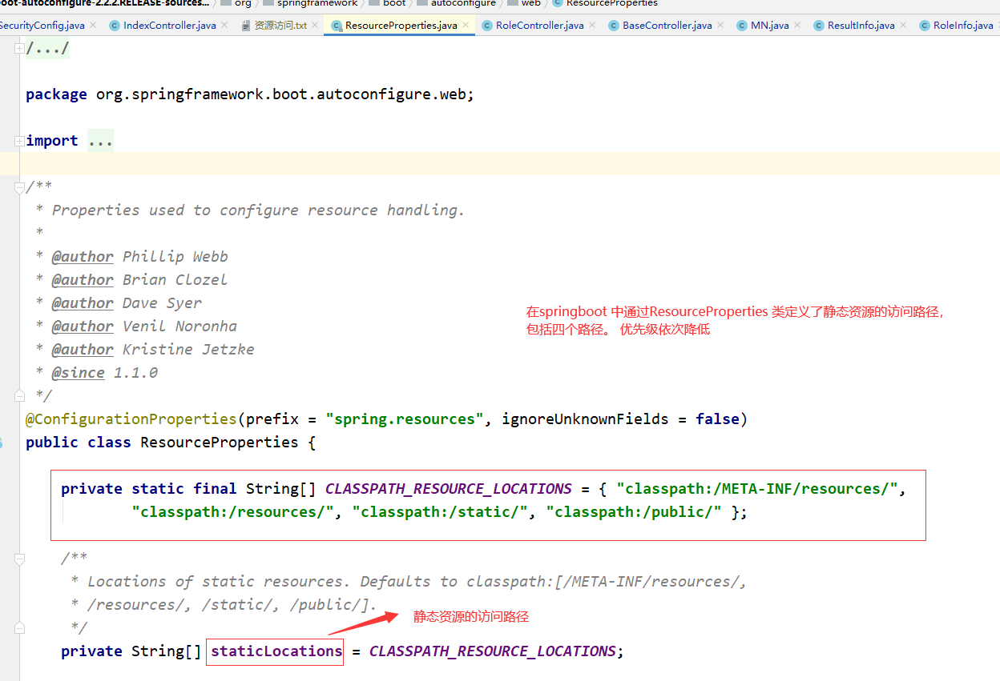 boot-autoconfigure-2.2.2.RELEASE-sources... org springframework boot autoconfigure web ResourceProperties
SecurityConfig.java IndexController.java 资源访问.txt ResourceProperties.java RoleController.java BaseController.java MN.java ResultInfo.java RoleInfo.java
/.../
package org.springframework.boot.autoconfigure.web;
import ...
/**
* Properties used to configure resource handling.
*
* @author Phillip Webb
* @author Brian Clozel
* @author Dave Syer
* @author Venil Noronha
* @author Kristine Jetzke
* @since 1.1.0
*/
在springboot 中通过ResourceProperties 类定义了静态资源的访问路径,
包括四个路径。 优先级依次降低
@ConfigurationProperties(prefix = "spring.resources", ignoreUnknownFields = false)
public class ResourceProperties {
private static final String[] CLASSPATH_RESOURCE_LOCATIONS = { "classpath:/META-INF/resources/",
"classpath:/resources/", "classpath:/static/", "classpath:/public/" };
/**
* Locations of static resources. Defaults to classpath:[/META-INF/resources/,
* /resources/, /static/, /public/].
*/
静态资源的访问路径
private String[] staticLocations = CLASSPATH_RESOURCE_LOCATIONS;